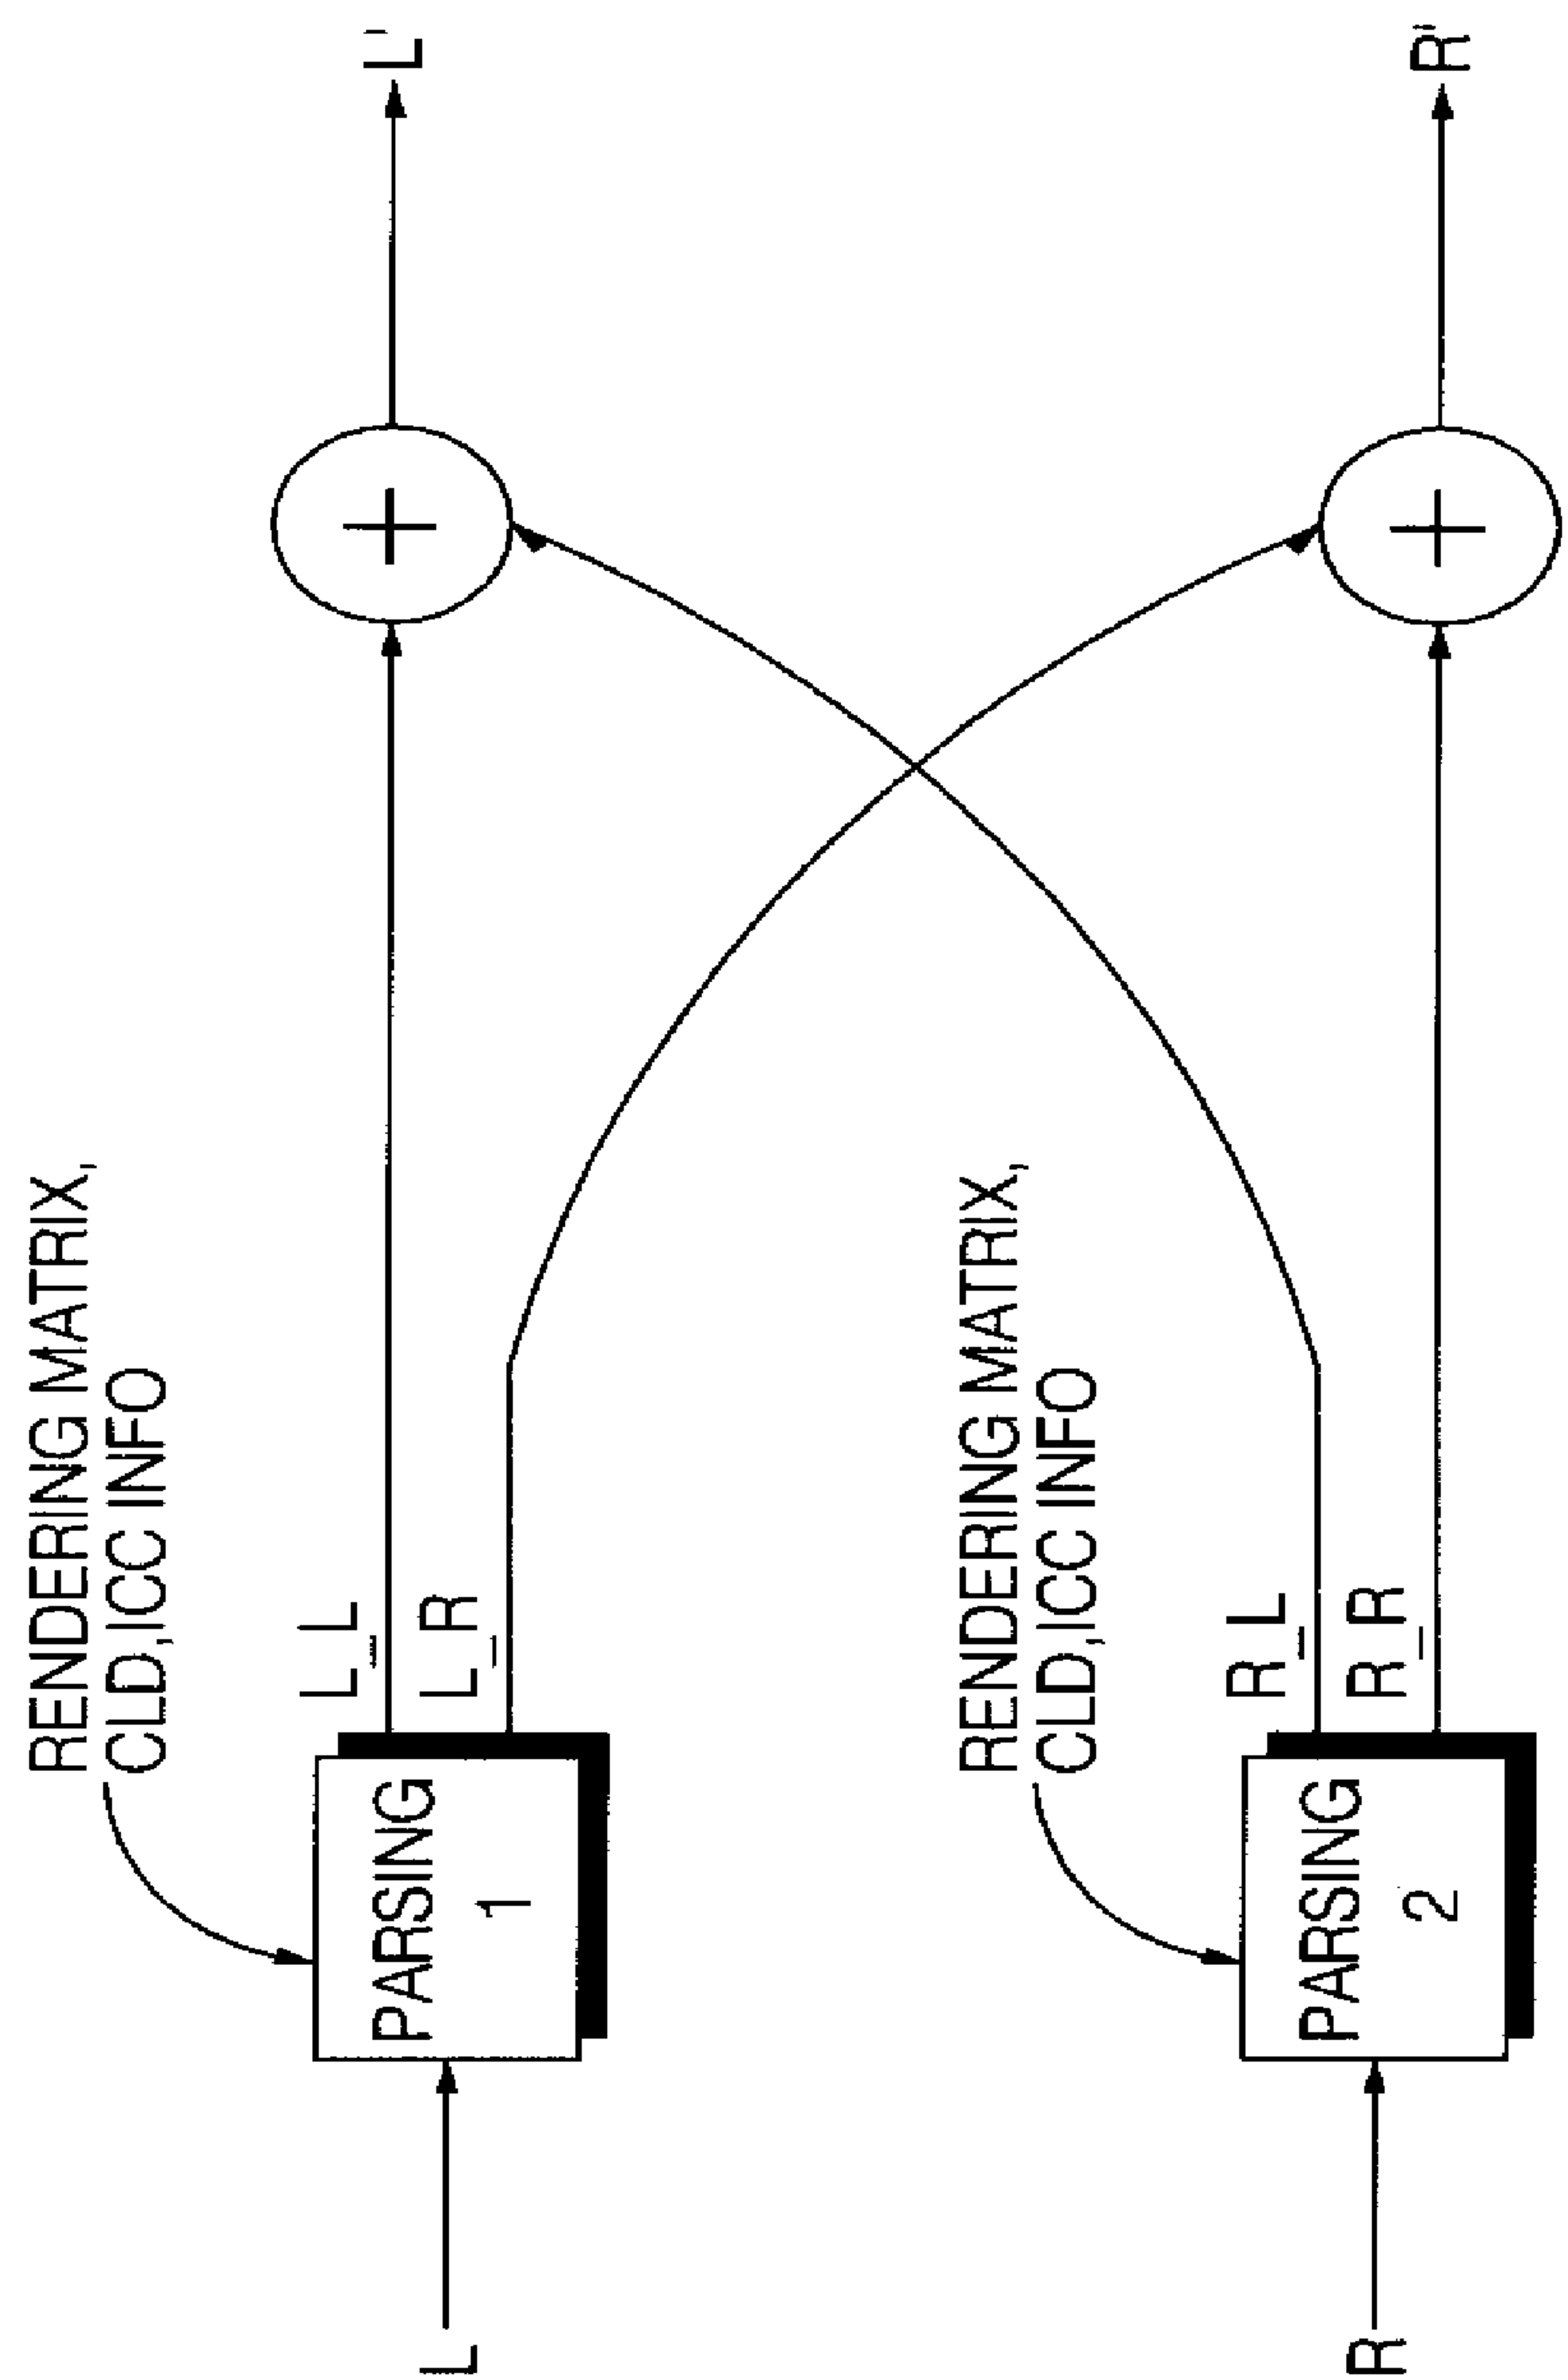 RENDERING MATRIX,
CLD,ICC INFO
L
PARSING
1
L_L
L_R
+
L'
RENDERING MATRIX,
CLD,ICC INFO
R
PARSING
2
R_L
R_R
+
R'